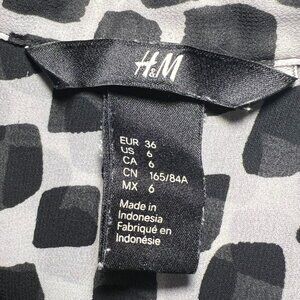 H&M
EUR 36
US 6
CA 6
CN 165/84A
MX 6
Made in
Indonesia
Fabriqué en
Indonésie